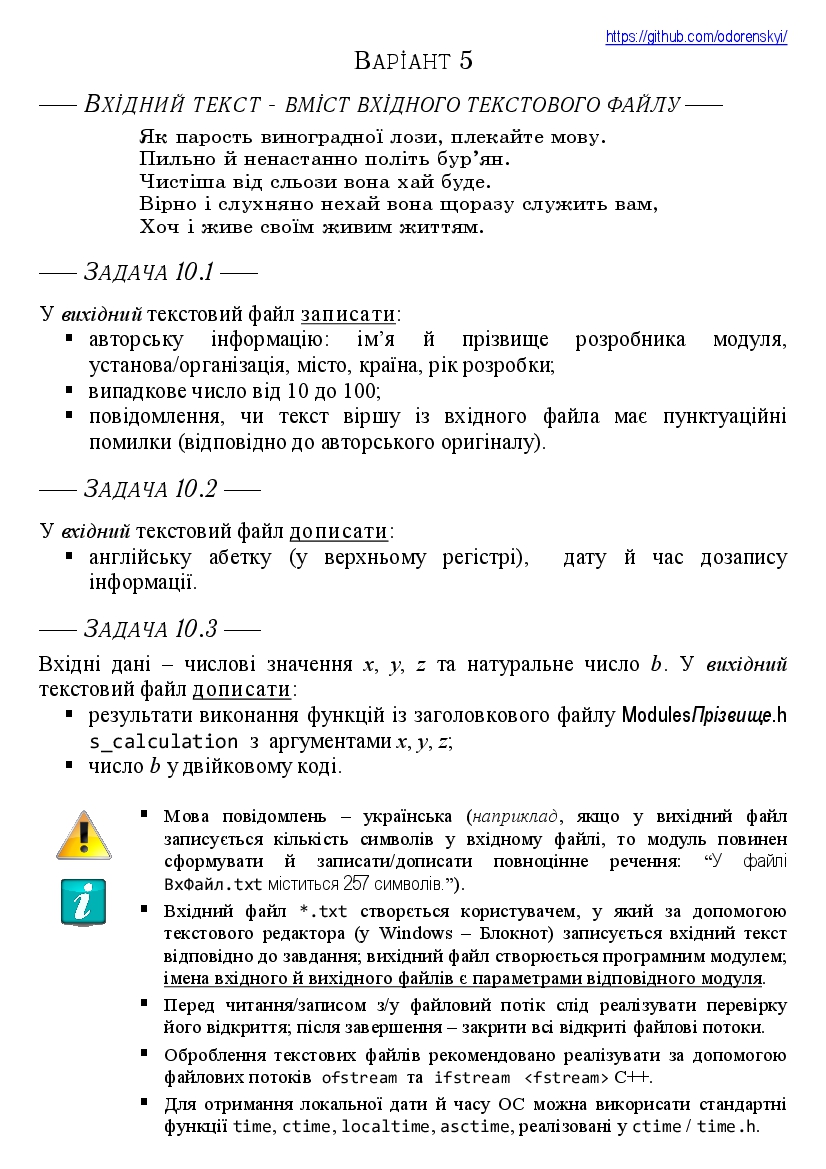 https://github.com/odorenskyi/
ВАРІАНТ 5
—— ВХІДНИЙ ТЕКСТ - ВМІСТ ВХІДНОГО ТЕКСТОВОГО ФАЙЛУ ——
Як парость виноградної лози, плекайте мову.
Пильно й ненастанно політь бур’ян.
Чистіша від сльози вона хай буде.
Вірно і слухняно нехай вона щоразу служить вам,
Хоч і живе своїм живим життям.
—— ЗАДАЧА 10.1 ——
У вихідний текстовий файл записати:
▪ авторську інформацію: ім’я й прізвище розробника модуля,
установа/організація, місто, країна, рік розробки;
▪ випадкове число від 10 до 100;
▪ повідомлення, чи текст віршу із вхідного файла має пунктуаційні
помилки (відповідно до авторського оригіналу).
—— ЗАДАЧА 10.2 ——
У вхідний текстовий файл дописати:
▪ англійську абетку (у верхньому регістрі), дату й час дозапису
інформації.
—— ЗАДАЧА 10.3 ——
Вхідні дані – числові значення x, y, z та натуральне число b. У вихідний
текстовий файл дописати:
▪ результати виконання функцій із заголовкового файлу ModulesПрізвище.h
s_calculation з аргументами x, y, z;
▪ число b у двійковому коді.
▪ Мова повідомлень – українська (наприклад, якщо у вихідний файл
записується кількість символів у вхідному файлі, то модуль повинен
сформувати й записати/дописати повноцінне речення: “У файлі
ВхФайл.txt міститься 257 символів.”).
▪ Вхідний файл *.txt створється користувачем, у який за допомогою
текстового редактора (у Windows – Блокнот) записується вхідний текст
відповідно до завдання; вихідний файл створюється програмним модулем;
імена вхідного й вихідного файлів є параметрами відповідного модуля.
▪ Перед читання/записом з/у файловий потік слід реалізувати перевірку
його відкриття; після завершення – закрити всі відкриті файлові потоки.
▪ Оброблення текстових файлів рекомендовано реалізувати за допомогою
файлових потоків ofstream та ifstream <fstream> С++.
▪ Для отримання локальної дати й часу ОС можна викорисати стандартні
функції time, ctime, localtime, asctime, реалізовані у ctime / time.h.